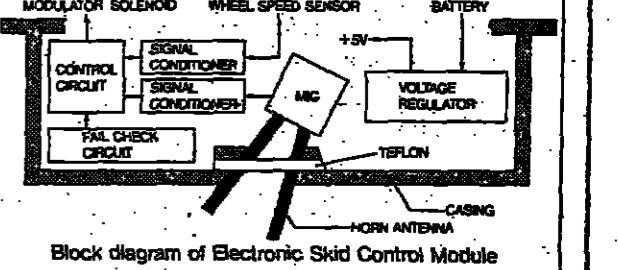 MODULATOR SOLENOID WHEEL SPEED SENSOR BATTERY
+5V
SIGNAL
CONDITIONER
CONTROL
CIRCUIT
SIGNAL
CONDITIONER
MIC
VOLTAGE
REGULATOR
FAIL CHECK
CIRCUIT
TEFLON
CASING
HORN ANTENNA
Block diagram of Electronic Skid Control Module